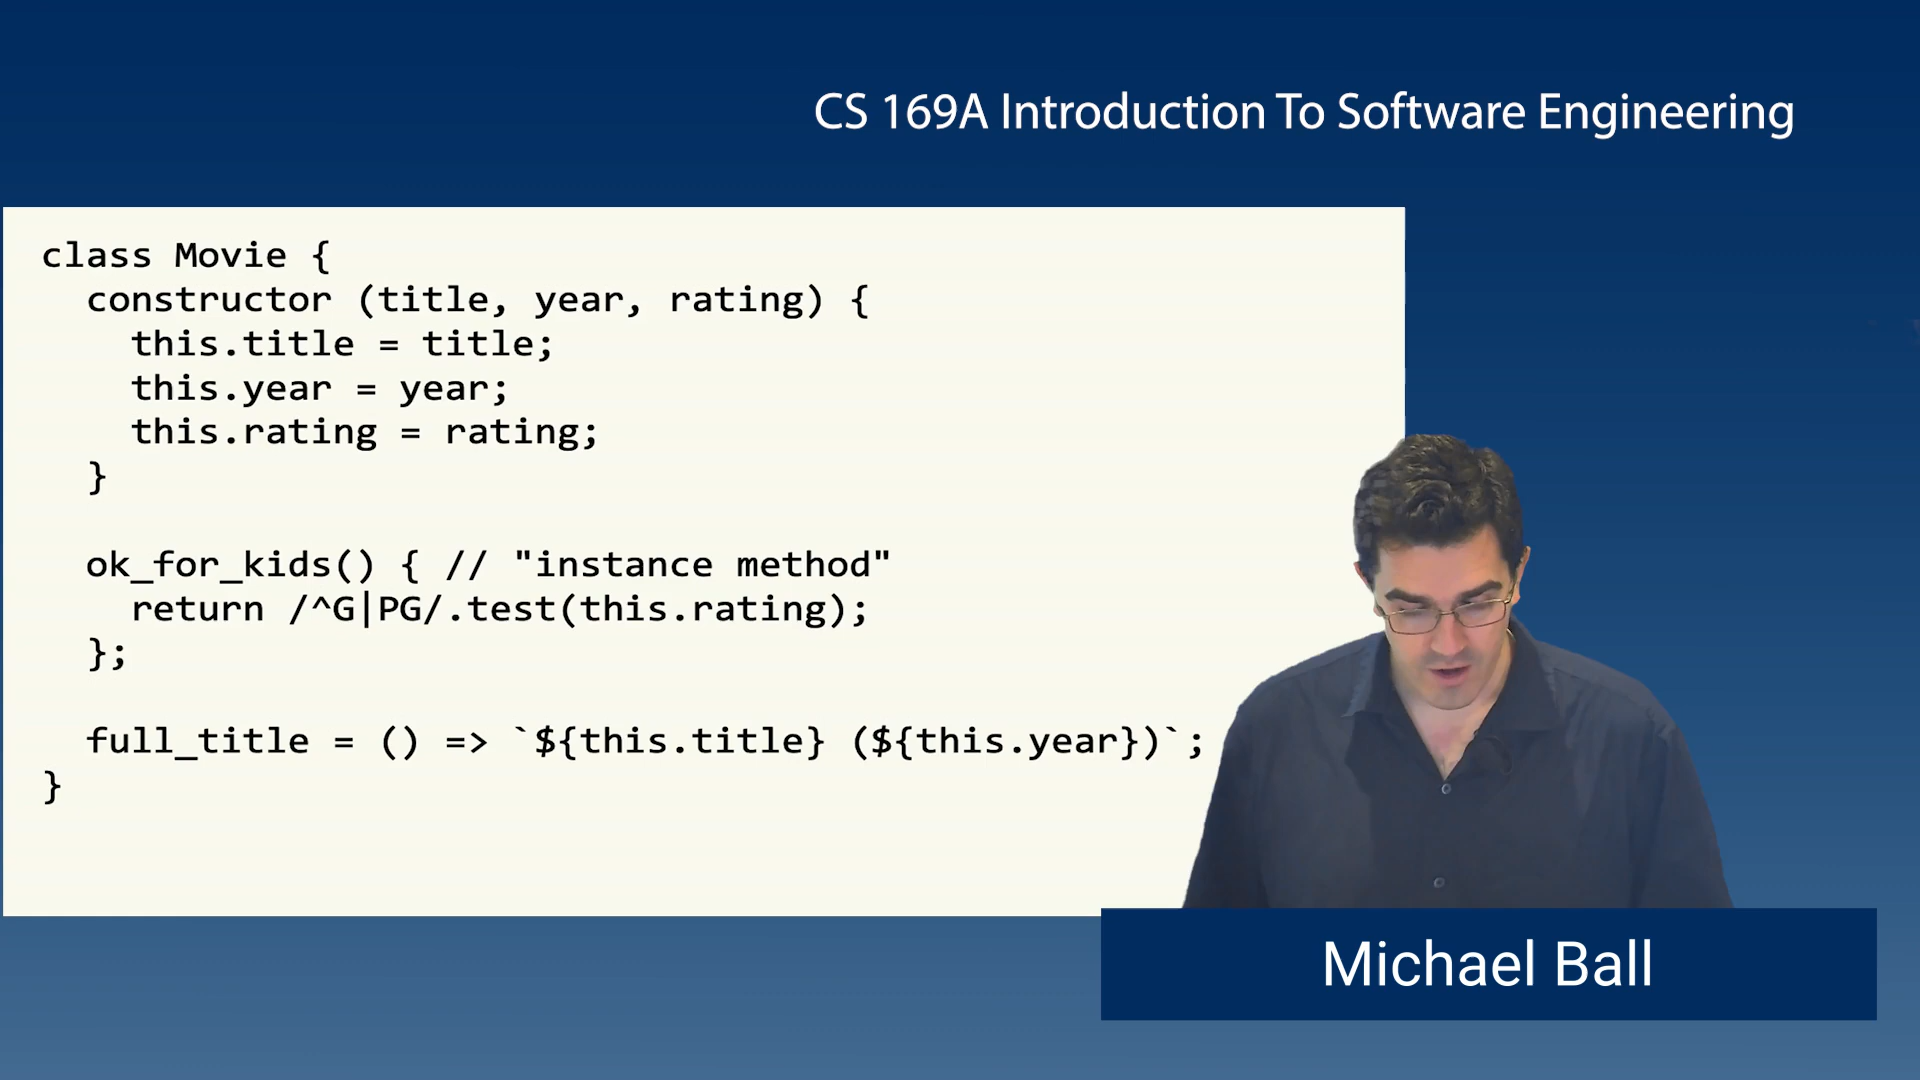 CS 169A Introduction To Software Engineering
class Movie {
  constructor (title, year, rating) {
    this.title = title;
    this.year = year;
    this.rating = rating;
  }
  ok_for_kids() { // "instance method"
    return /^G|PG/.test(this.rating);
  };
  full_title = () => `${this.title} (${this.year})`;
}
Michael Ball